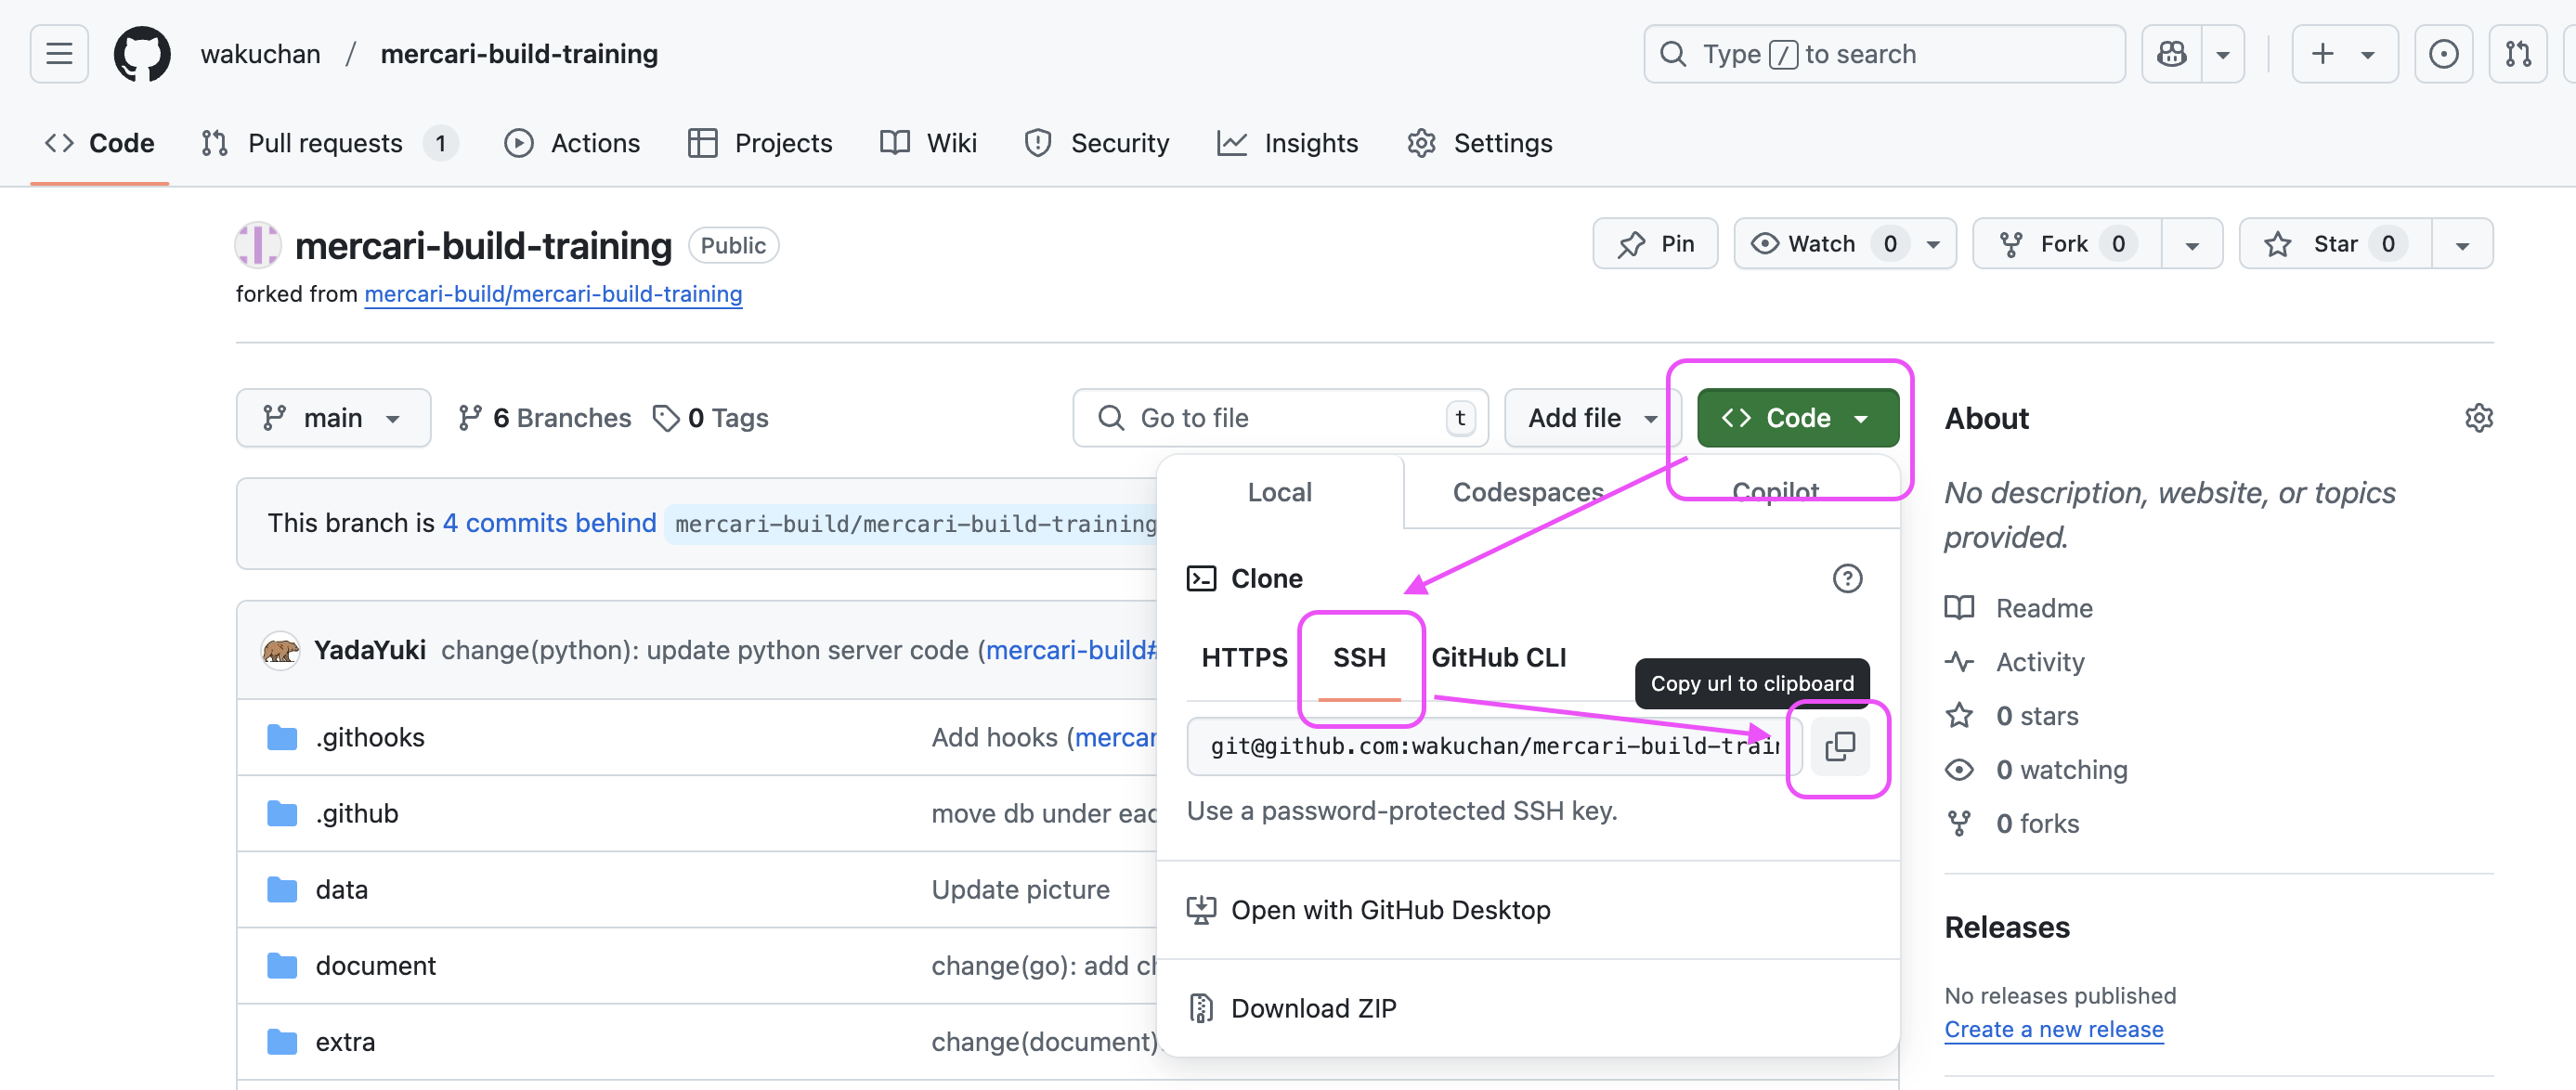 wakuchan / mercari-build-training
Type / to search
Code
Pull requests 1
Actions
Projects
Wiki
Security
Insights
Settings
mercari-build-training Public
forked from mercari-build/mercari-build-training
Pin
Watch 0
Fork 0
Star 0
main
6 Branches
0 Tags
Go to file t
Add file
Code
Local
Codespaces
Copilot
Clone
HTTPS
SSH
GitHub CLI
Copy url to clipboard
git@github.com:wakuchan/mercari-build-train
Use a password-protected SSH key.
Open with GitHub Desktop
Download ZIP
This branch is 4 commits behind mercari-build/mercari-build-training
YadaYuki change(python): update python server code (mercari-build#
.githooks Add hooks (mercar
.github move db under eac
data Update picture
document change(go): add ch
extra change(document)
About
No description, website, or topics
provided.
Readme
Activity
0 stars
0 watching
0 forks
Releases
No releases published
Create a new release